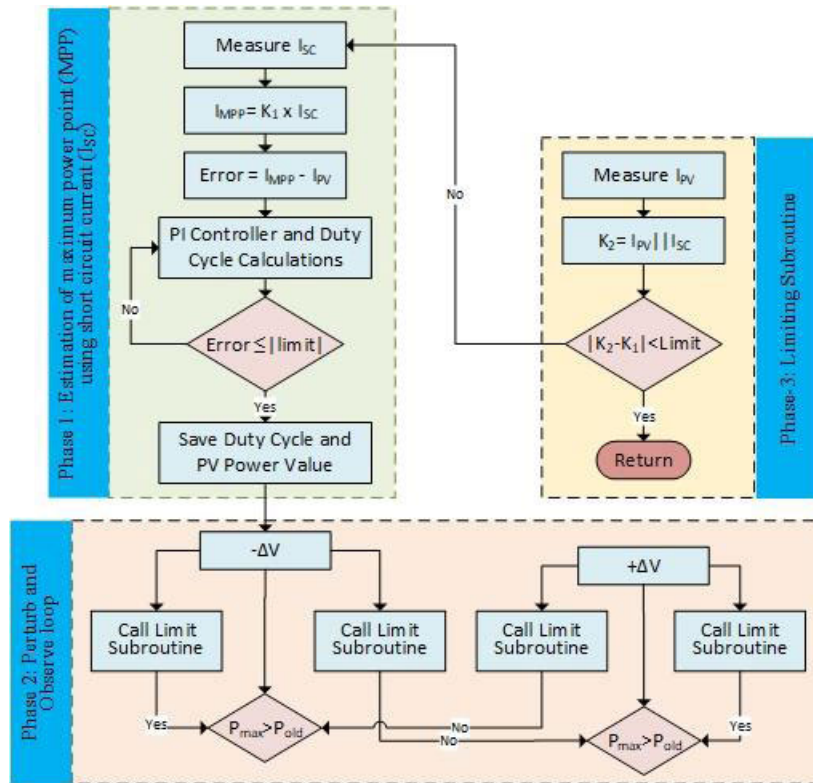 Phase 1: Estimation of maximum power point (MPP)
using short circuit current (ISC)
Measure ISC
IMPP= K1 x ISC
Error = IMPP - IPV
PI Controller and Duty
Cycle Calculations
No
Error ≤ |limit|
Yes
Save Duty Cycle and
PV Power Value
No
Phase-3: Limiting Subroutine
Measure IPV
K2= IPV||ISC
|K2-K1|<Limit
Yes
Return
Phase 2: Perturb and
Observe loop
-ΔV
+ΔV
Call Limit
Subroutine
Call Limit
Subroutine
Call Limit
Subroutine
Call Limit
Subroutine
Yes
Pmax>Pold
No
No
Pmax>Pold
Yes